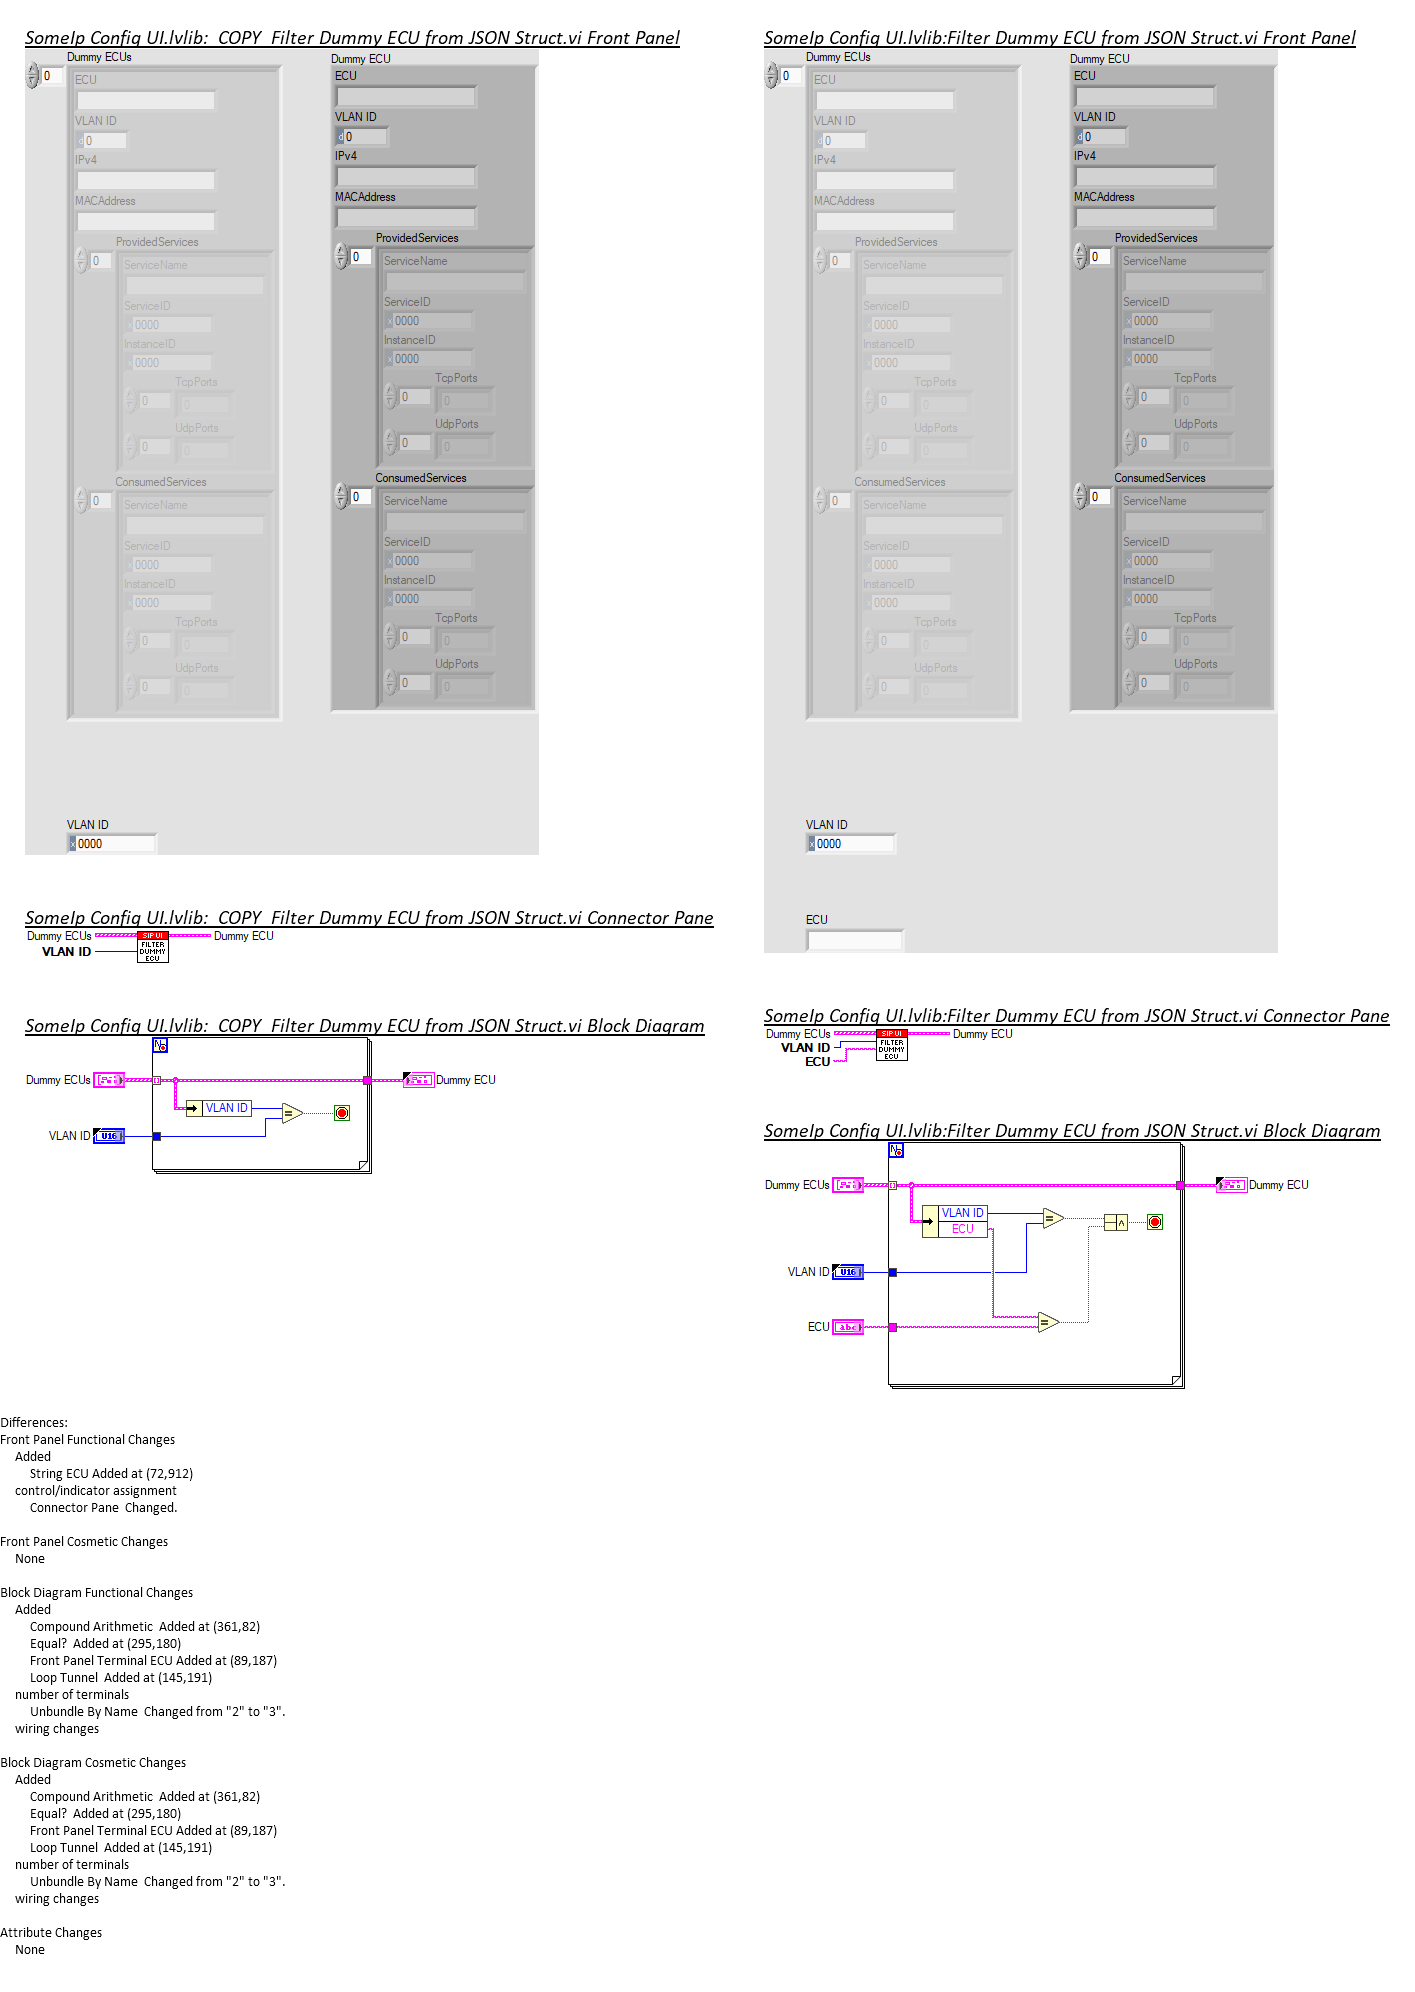 SomeIp Config UI.lvlib:  COPY  Filter Dummy ECU from JSON Struct.vi Front Panel
Dummy ECUs
0
ECU
VLAN ID
d 0
IPv4
MACAddress
ProvidedServices
0
ServiceName
ServiceID
x 0000
InstanceID
x 0000
TcpPorts
0
0
UdpPorts
0
0
ConsumedServices
0
ServiceName
ServiceID
x 0000
InstanceID
x 0000
TcpPorts
0
0
UdpPorts
0
0
Dummy ECU
ECU
VLAN ID
d 0
IPv4
MACAddress
ProvidedServices
0
ServiceName
ServiceID
x 0000
InstanceID
x 0000
TcpPorts
0
0
UdpPorts
0
0
ConsumedServices
0
ServiceName
ServiceID
x 0000
InstanceID
x 0000
TcpPorts
0
0
UdpPorts
0
0
VLAN ID
x 0000
SomeIp Config UI.lvlib:  COPY  Filter Dummy ECU from JSON Struct.vi Connector Pane
Dummy ECUs
VLAN ID
SIP UI
FILTER
DUMMY
ECU
Dummy ECU
SomeIp Config UI.lvlib:  COPY  Filter Dummy ECU from JSON Struct.vi Block Diagram
N
Dummy ECUs
Dummy ECU
VLAN ID
=
VLAN ID
U16
SomeIp Config UI.lvlib:Filter Dummy ECU from JSON Struct.vi Front Panel
Dummy ECUs
0
ECU
VLAN ID
d 0
IPv4
MACAddress
ProvidedServices
0
ServiceName
ServiceID
x 0000
InstanceID
x 0000
TcpPorts
0
0
UdpPorts
0
0
ConsumedServices
0
ServiceName
ServiceID
x 0000
InstanceID
x 0000
TcpPorts
0
0
UdpPorts
0
0
Dummy ECU
ECU
VLAN ID
d 0
IPv4
MACAddress
ProvidedServices
0
ServiceName
ServiceID
x 0000
InstanceID
x 0000
TcpPorts
0
0
UdpPorts
0
0
ConsumedServices
0
ServiceName
ServiceID
x 0000
InstanceID
x 0000
TcpPorts
0
0
UdpPorts
0
0
VLAN ID
x 0000
ECU
SomeIp Config UI.lvlib:Filter Dummy ECU from JSON Struct.vi Connector Pane
Dummy ECUs
VLAN ID
ECU
SIP UI
FILTER
DUMMY
ECU
Dummy ECU
SomeIp Config UI.lvlib:Filter Dummy ECU from JSON Struct.vi Block Diagram
N
Dummy ECUs
Dummy ECU
VLAN ID
ECU
=
∧
VLAN ID
U16
ECU
abc
=
Differences:
Front Panel Functional Changes
Added
String ECU Added at (72,912)
control/indicator assignment
Connector Pane  Changed.
Front Panel Cosmetic Changes
None
Block Diagram Functional Changes
Added
Compound Arithmetic  Added at (361,82)
Equal?  Added at (295,180)
Front Panel Terminal ECU Added at (89,187)
Loop Tunnel  Added at (145,191)
number of terminals
Unbundle By Name  Changed from "2" to "3".
wiring changes
Block Diagram Cosmetic Changes
Added
Compound Arithmetic  Added at (361,82)
Equal?  Added at (295,180)
Front Panel Terminal ECU Added at (89,187)
Loop Tunnel  Added at (145,191)
number of terminals
Unbundle By Name  Changed from "2" to "3".
wiring changes
Attribute Changes
None